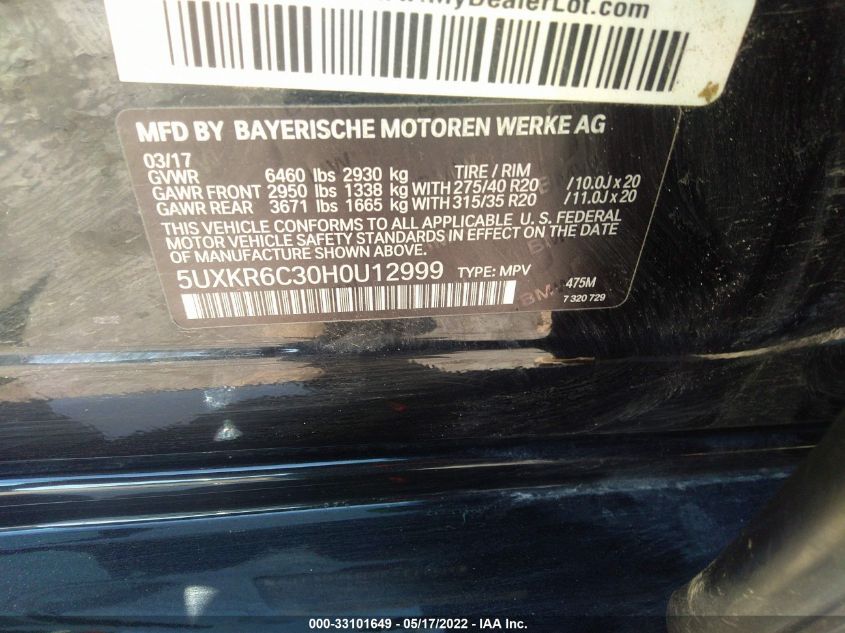 MyDealerLot.com
MFD BY BAYERISCHE MOTOREN WERKE AG
03/17
GVWR 6460 lbs 2930 kg TIRE / RIM
GAWR FRONT 2950 lbs 1338 kg WITH 275/40 R20 /10.0J x 20
GAWR REAR 3671 lbs 1665 kg WITH 315/35 R20 /11.0J x 20
THIS VEHICLE CONFORMS TO ALL APPLICABLE U. S. FEDERAL
MOTOR VEHICLE SAFETY STANDARDS IN EFFECT ON THE DATE
OF MANUFACTURE SHOWN ABOVE.
5UXKR6C30H0U12999 TYPE: MPV 475M
7 320 729
000-33101649 - 05/17/2022 - IAA Inc.